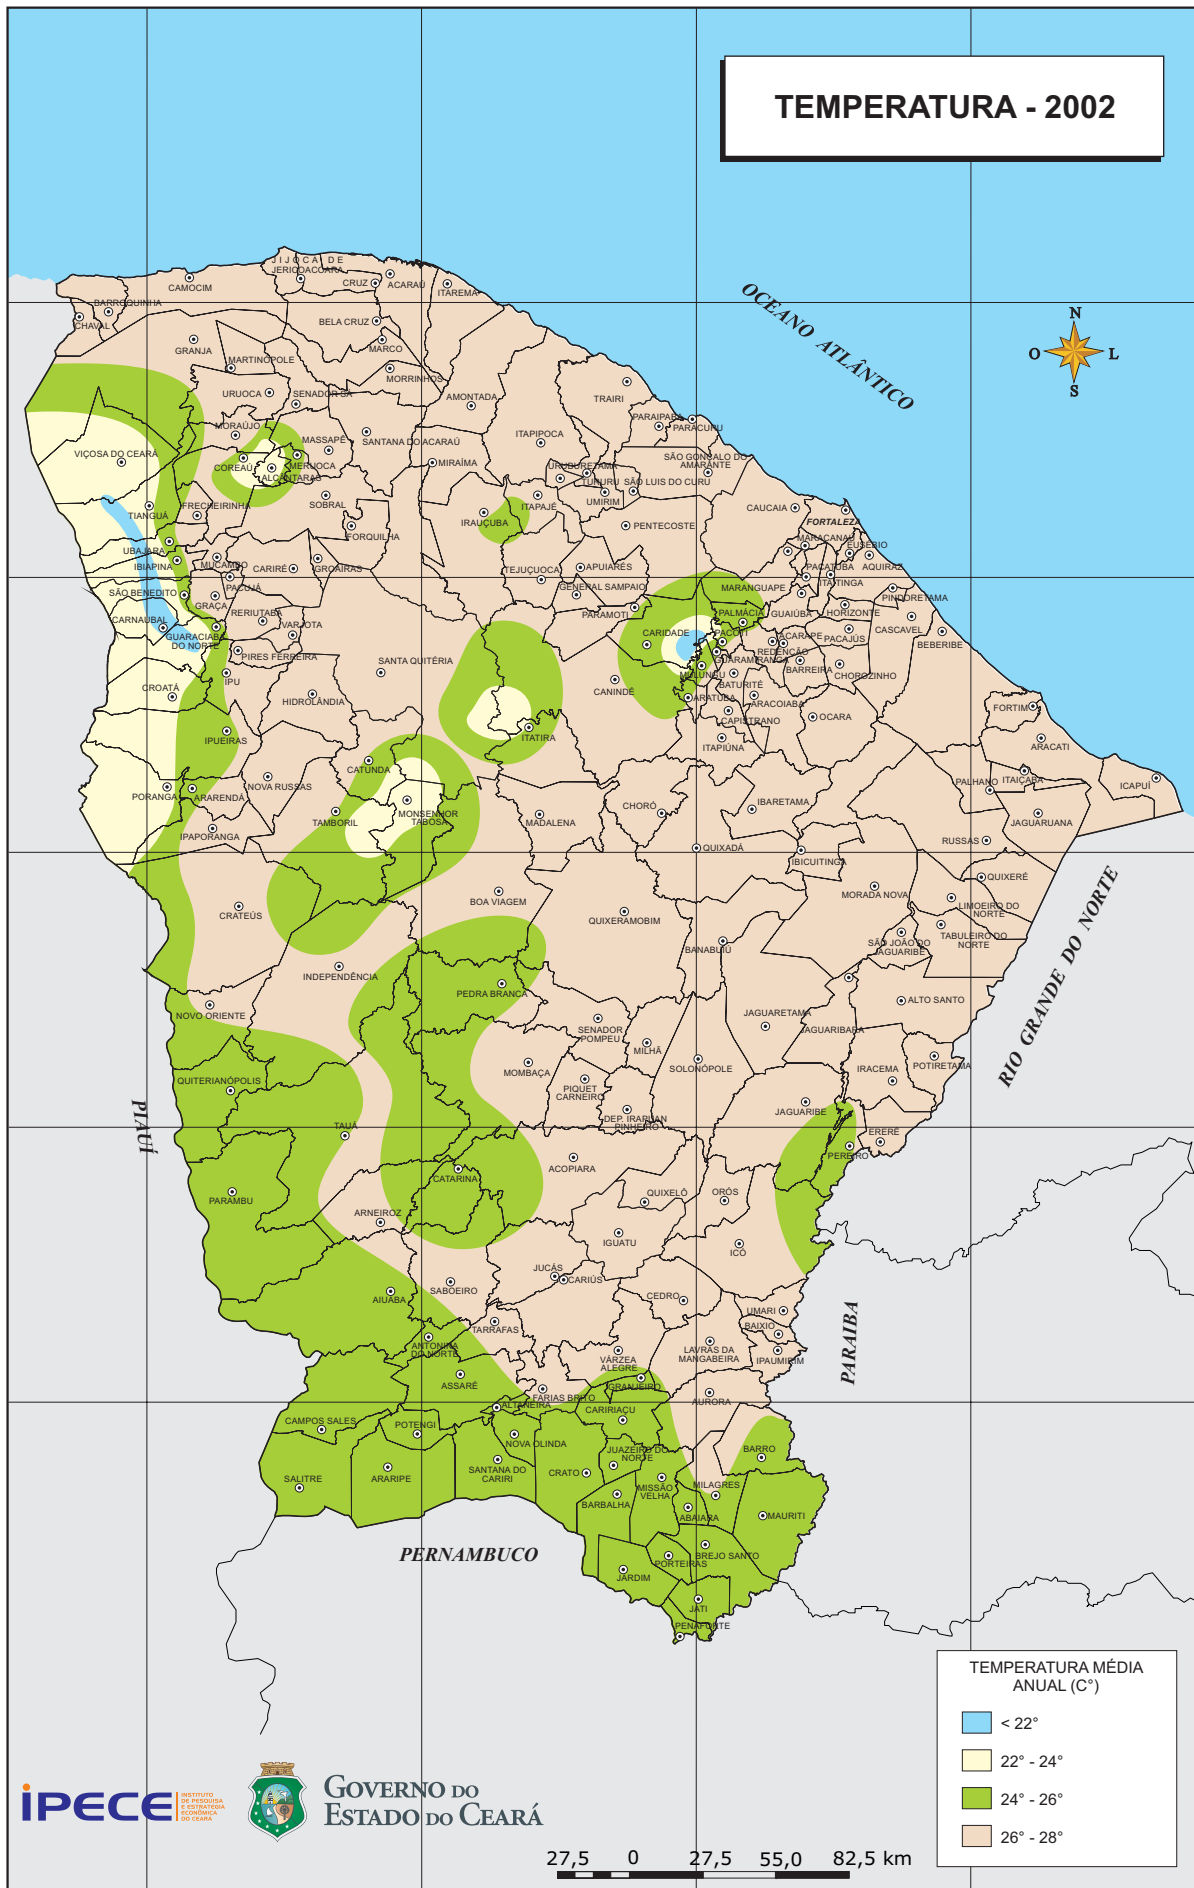 TEMPERATURA - 2002
OCEANO ATLÂNTICO
N
O
L
S
JIJOCA DE
JERICOACOARA
CAMOCIM
CRUZ
ACARAÚ
ITAREMA
BARROQUINHA
CHAVAL
BELA CRUZ
GRANJA
MARCO
MARTINÓPOLE
MORRINHOS
URUOCA
SENADOR SÁ
AMONTADA
TRAIRI
PARAIPABA
PARACURU
MORAÚJO
MASSAPÊ
SANTANA DO ACARAÚ
ITAPIPOCA
VIÇOSA DO CEARÁ
COREAÚ
MERUOCA
ALCÂNTARAS
MIRAÍMA
URUBURETAMA
TURURU
SÃO GONÇALO DO
AMARANTE
SÃO LUIS DO CURU
UMIRIM
TIANGUÁ
FRECHEIRINHA
SOBRAL
IRAUÇUBA
ITAPAJÉ
CAUCAIA
FORTALEZA
FORQUILHA
PENTECOSTE
UBAJARA
IBIAPINA
MUCAMBO
CARIRÉ
GROAÍRAS
TEJUÇUOCA
APUIARÉS
MARACANAÚ
EUSÉBIO
PACATUBA
AQUIRAZ
ITAITINGA
SÃO BENEDITO
PACUJÁ
GRAÇA
GENERAL SAMPAIO
MARANGUAPE
PINDORETAMA
RERIUTABA
PARAMOTI
PALMÁCIA
GUAIÚBA
HORIZONTE
CARNAUBAL
GUARACIABA
DO NORTE
VARJOTA
CARIDADE
PACOTI
ACARAPE
REDENÇÃO
PACAJÚS
CASCAVEL
BEBERIBE
PIRES FERREIRA
SANTA QUITÉRIA
GUARAMIRANGA
MULUNGU
BARREIRA
CHOROZINHO
IPU
CANINDÉ
BATURITÉ
CROATÁ
HIDROLÂNDIA
ARATUBA
ARACOIABA
CAPISTRANO
OCARA
FORTIM
IPUEIRAS
ITATIRA
ITAPIÚNA
ARACATI
CATUNDA
PORANGA
ARARENDÁ
NOVA RUSSAS
PALHANO
ITAIÇABA
ICAPUÍ
TAMBORIL
MONSENHOR
TABOSA
MADALENA
CHORÓ
IBARETAMA
JAGUARUANA
IPAPORANGA
QUIXADÁ
IBICUITINGA
RUSSAS
QUIXERÉ
CRATEÚS
BOA VIAGEM
QUIXERAMOBIM
MORADA NOVA
LIMOEIRO DO
NORTE
BANABUIÚ
SÃO JOÃO DO
JAGUARIBE
TABULEIRO DO
NORTE
INDEPENDÊNCIA
PEDRA BRANCA
NOVO ORIENTE
SENADOR
POMPEU
JAGUARETAMA
JAGUARIBARA
ALTO SANTO
RIO GRANDE DO NORTE
MILHÃ
SOLONÓPOLE
QUITERIANÓPOLIS
MOMBAÇA
PIQUET
CARNEIRO
IRACEMA
POTIRETAMA
PIAUÍ
DEP. IRAPUAN
PINHEIRO
JAGUARIBE
TAUÁ
ERERÊ
PEREIRO
PARAMBU
CATARINA
ACOPIARA
QUIXELÔ
ORÓS
ARNEIROZ
IGUATU
ICÓ
JUCÁS
CARIÚS
AIUABA
SABOEIRO
CEDRO
UMARI
BAIXIO
PARAIBA
TARRAFAS
ANTONINA
DO NORTE
LAVRAS DA
MANGABEIRA
IPAUMIRIM
VÁRZEA
ALEGRE
ASSARÉ
GRANJEIRO
FARIAS BRITO
AURORA
ALTANEIRA
CARIRIAÇU
CAMPOS SALES
POTENGI
NOVA OLINDA
JUAZEIRO DO
NORTE
BARRO
SALITRE
ARARIPE
SANTANA DO
CARIRI
CRATO
MISSÃO
VELHA
MILAGRES
BARBALHA
ABAIARA
MAURITI
PERNAMBUCO
PORTEIRAS
BREJO SANTO
JARDIM
JATI
PENAFONTE
TEMPERATURA MÉDIA
ANUAL (C°)
< 22°
22° - 24°
24° - 26°
26° - 28°
IPECE
INSTITUTO
DE PESQUISA
E ESTRATÉGIA
ECONÔMICA
DO CEARÁ
GOVERNO DO
ESTADO DO CEARÁ
27,5 0 27,5 55,0 82,5 km